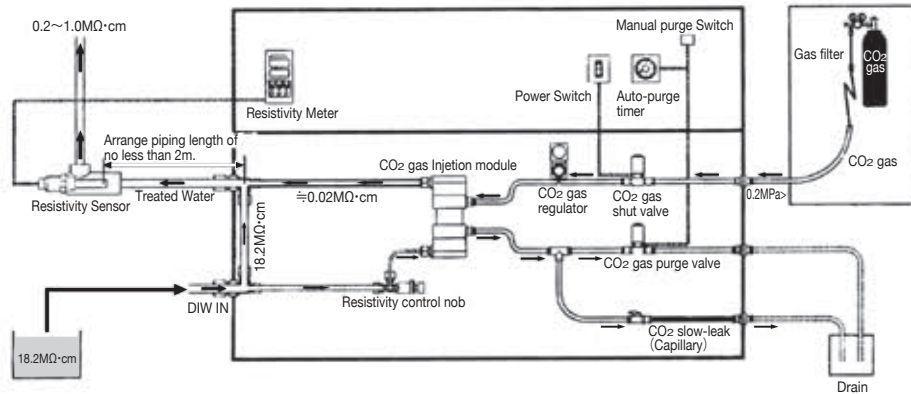 0.2～1.0MΩ･cm
Manual purge Switch
Gas filter
CO2
gas
Power Switch
Auto-purge
timer
Resistivity Meter
Arrange piping length of
no less than 2m.
CO2 gas Injetion module
CO2 gas
Resistivity Sensor
Treated Water
≒0.02MΩ･cm
CO2 gas
regulator
CO2 gas
shut valve
0.2MPa>
18.2MΩ･cm
CO2 gas purge valve
DIW IN
Resistivity control nob
CO2 slow-leak
(Capillary)
18.2MΩ･cm
Drain